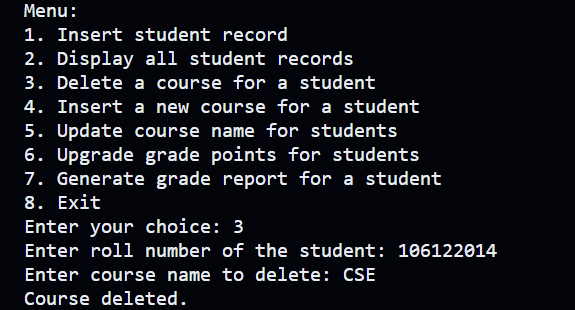 Menu:
1. Insert student record
2. Display all student records
3. Delete a course for a student
4. Insert a new course for a student
5. Update course name for students
6. Upgrade grade points for students
7. Generate grade report for a student
8. Exit
Enter your choice: 3
Enter roll number of the student: 106122014
Enter course name to delete: CSE
Course deleted.